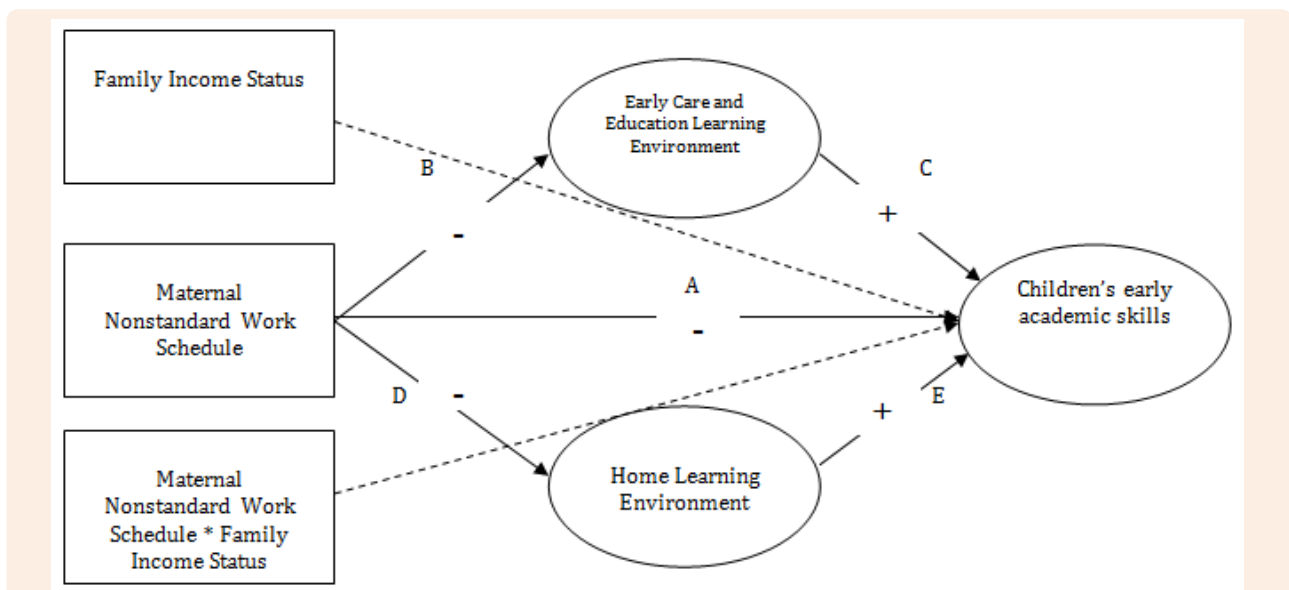 Family Income Status
Early Care and
Education Learning
Environment
B
C
-
+
Maternal
Nonstandard Work
Schedule
A
-
Children's early
academic skills
D
-
+
E
Home Learning
Environment
Maternal
Nonstandard Work
Schedule * Family
Income Status